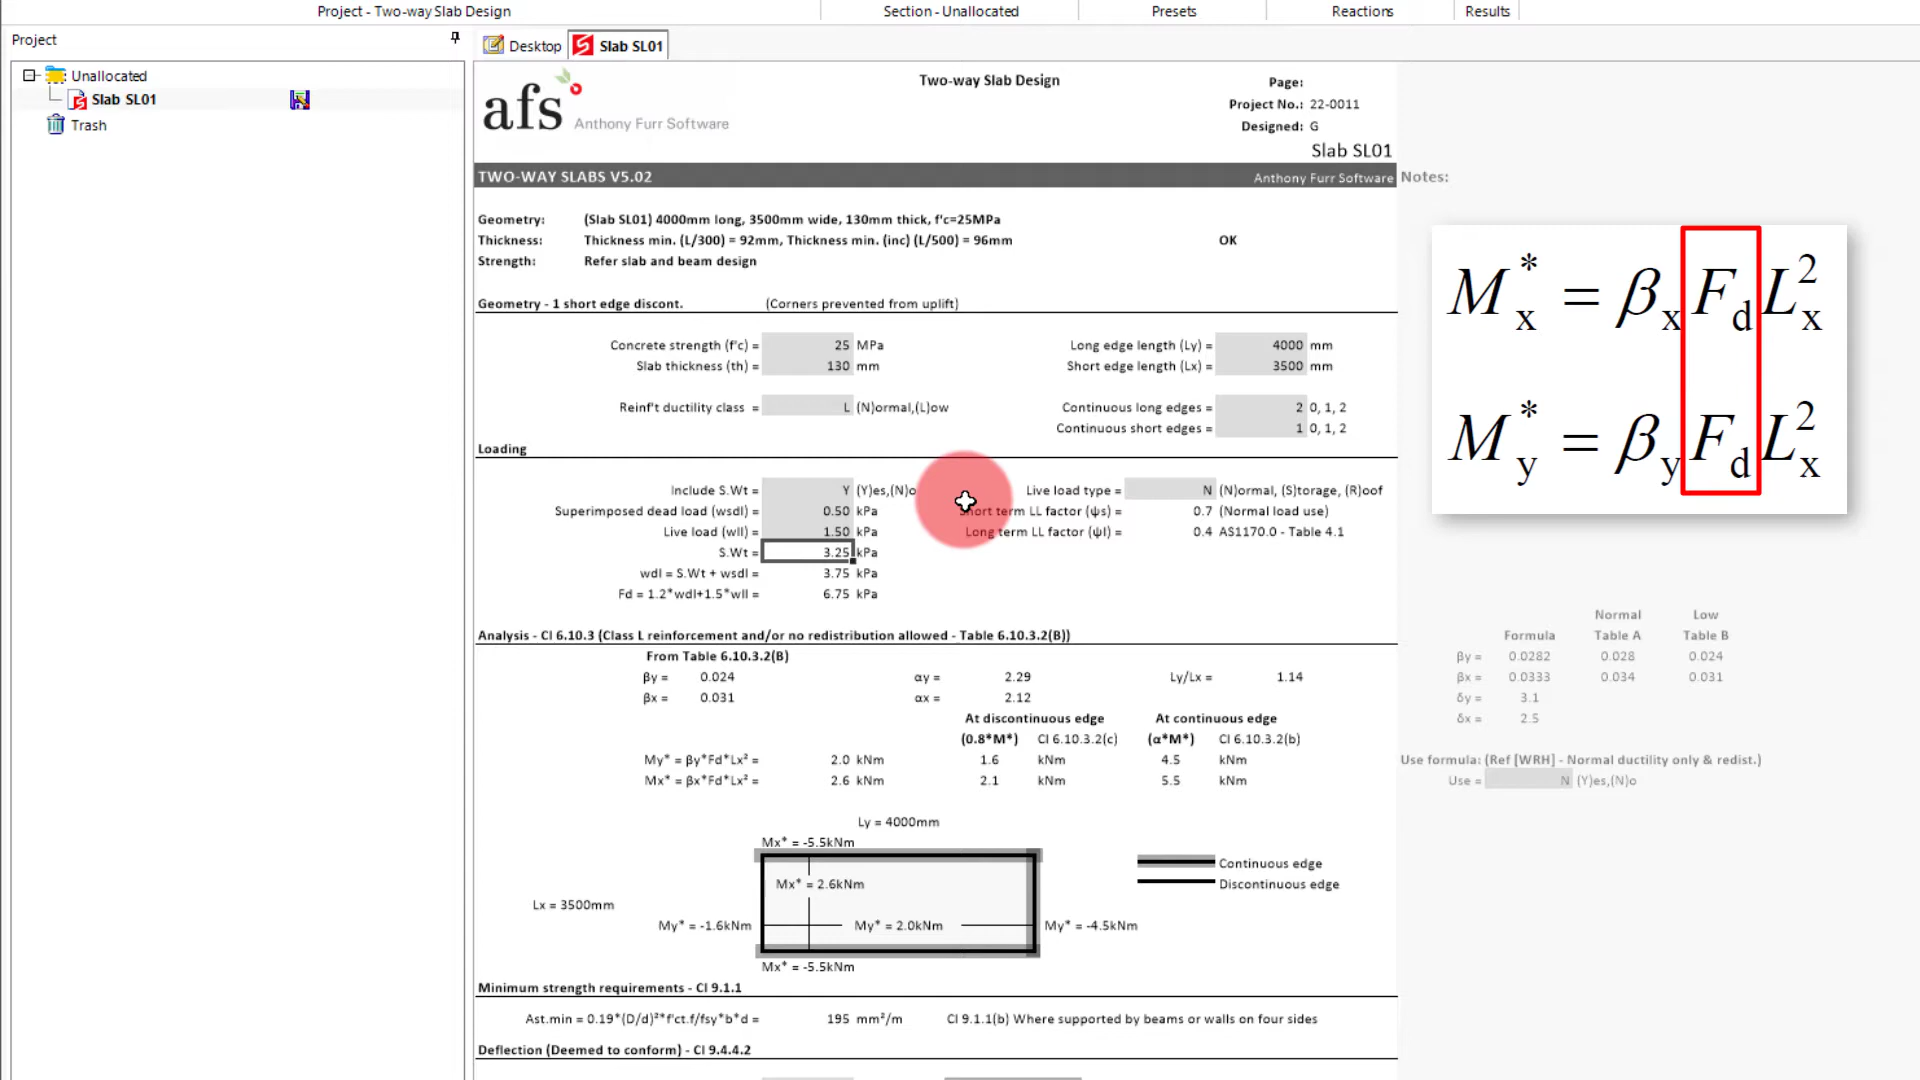 Project - Two-way Slab Design
Section - Unallocated
Presets
Reactions
Results
Project
Desktop
Slab SL01
Unallocated
Slab SL01
Trash
afs
Anthony Furr Software
Two-way Slab Design
Page:
Project No.: 22-0011
Designed: G
Slab SL01
TWO-WAY SLABS V5.02
Anthony Furr Software
Notes:
Geometry: (Slab SL01) 4000mm long, 3500mm wide, 130mm thick, f'c=25MPa
Thickness: Thickness min. (L/300) = 92mm, Thickness min. (inc) (L/500) = 96mm OK
Strength: Refer slab and beam design
Geometry - 1 short edge discont. (Corners prevented from uplift)
Concrete strength (f'c) = 25 MPa Long edge length (Ly) = 4000 mm
Slab thickness (th) = 130 mm Short edge length (Lx) = 3500 mm
Reinf't ductility class = L (N)ormal,(L)ow Continuous long edges = 2 0, 1, 2
Continuous short edges = 1 0, 1, 2
Loading
Include S.Wt = Y (Y)es,(N)o Live load type = N (N)ormal, (S)torage, (R)oof
Superimposed dead load (wsdl) = 0.50 kPa Short term LL factor (ψs) = 0.7 (Normal load use)
Live load (wll) = 1.50 kPa Long term LL factor (ψl) = 0.4 AS1170.0 - Table 4.1
S.Wt = 3.25 kPa
wdl = S.Wt + wsdl = 3.75 kPa
Fd = 1.2*wdl+1.5*wll = 6.75 kPa
M*x = βx Fd L²x
M*y = βy Fd L²x
Analysis - Cl 6.10.3 (Class L reinforcement and/or no redistribution allowed - Table 6.10.3.2(B))
From Table 6.10.3.2(B)
βy = 0.024 αy = 2.29 Ly/Lx = 1.14
βx = 0.031 αx = 2.12
At discontinuous edge At continuous edge
(0.8*M*) Cl 6.10.3.2(c) (α*M*) Cl 6.10.3.2(b)
My* = βy*Fd*Lx² = 2.0 kNm 1.6 kNm 4.5 kNm
Mx* = βx*Fd*Lx² = 2.6 kNm 2.1 kNm 5.5 kNm
Normal Low
Formula Table A Table B
βy = 0.0282 0.028 0.024
βx = 0.0333 0.034 0.031
δy = 3.1
δx = 2.5
Use formula: (Ref [WRH] - Normal ductility only & redist.)
Use = N (Y)es,(N)o
Ly = 4000mm
Mx* = -5.5kNm
Continuous edge
Mx* = 2.6kNm
Discontinuous edge
Lx = 3500mm
My* = -1.6kNm
My* = 2.0kNm
My* = -4.5kNm
Mx* = -5.5kNm
Minimum strength requirements - Cl 9.1.1
Ast.min = 0.19*(D/d)²*f'ct.f/fsy*b*d = 195 mm²/m Cl 9.1.1(b) Where supported by beams or walls on four sides
Deflection (Deemed to conform) - Cl 9.4.4.2